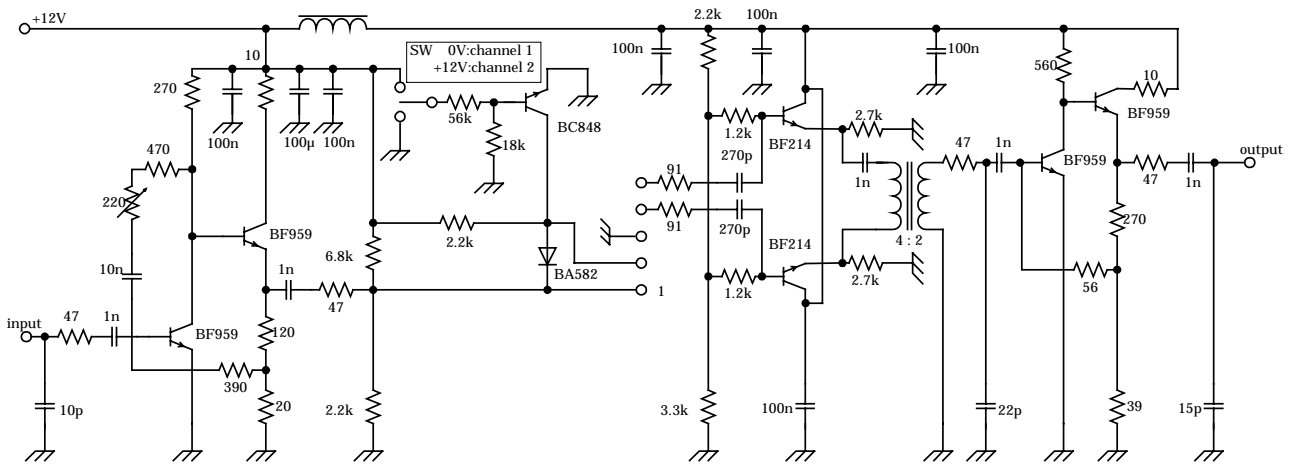 +12V
2.2k
100n
10
100n
SW 0V:channel 1
+12V:channel 2
100n
270
560
10
56k
BC848
BF959
100n
100μ
100n
18k
1.2k
2.7k
470
270p
BF214
47
1n
BF959
output
91
1n
47
1n
220
BF959
91
270p
270
2.2k
BF214
4 : 2
10n
6.8k
BA582
56
1n
47
1
1.2k
2.7k
input
47
1n
BF959
120
390
10p
20
2.2k
3.3k
100n
22p
39
15p